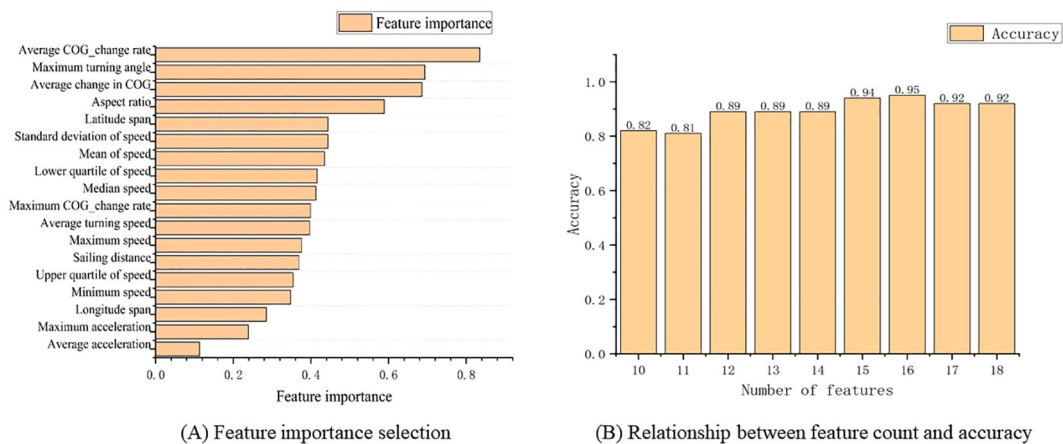 Feature importance
Average COG_change rate
Maximum turning angle
Average change in COG
Aspect ratio
Latitude span
Standard deviation of speed
Mean of speed
Lower quartile of speed
Median speed
Maximum COG_change rate
Average turning speed
Maximum speed
Sailing distance
Upper quartile of speed
Minimum speed
Longitude span
Maximum acceleration
Average acceleration
0.0 0.2 0.4 0.6 0.8
Feature importance
(A) Feature importance selection
Accuracy
1.0
0.8
0.6
0.4
0.2
0.0
Accuracy
0.82 0.81 0.89 0.89 0.89 0.94 0.95 0.92 0.92
10 11 12 13 14 15 16 17 18
Number of features
(B) Relationship between feature count and accuracy